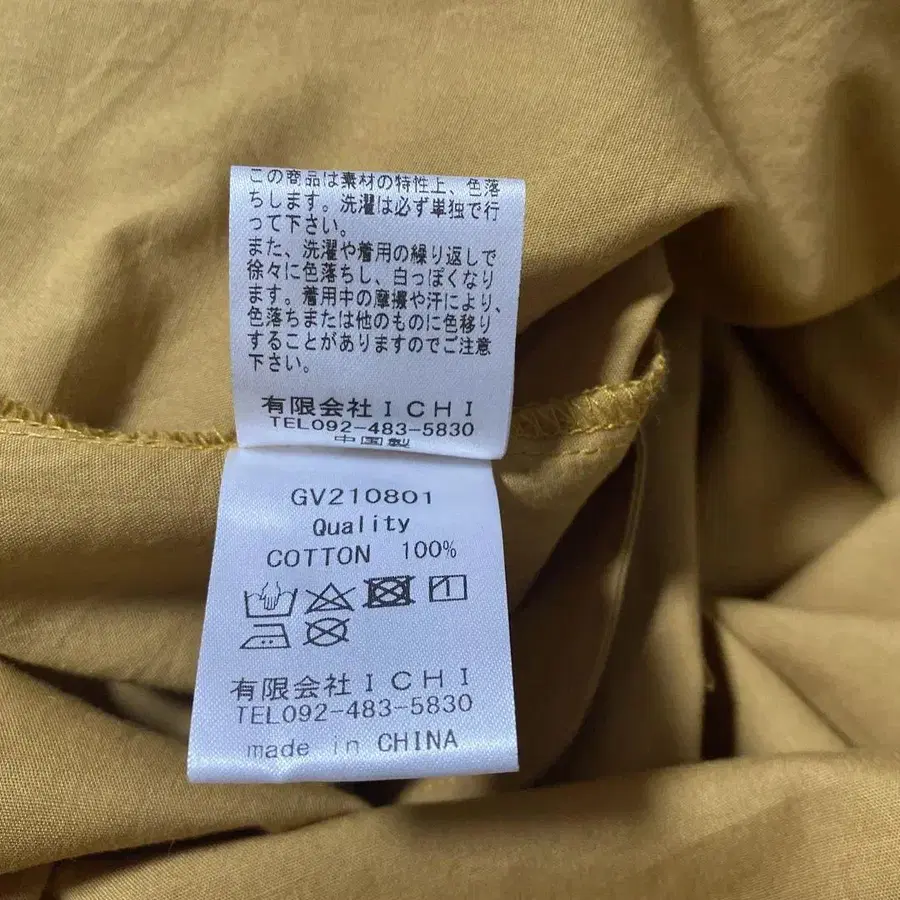 この商品は素材の特性上、色落
ちします。洗濯は必ず単独で行
って下さい。
また、洗濯や着用の繰り返しで
徐々に色落ちし、白っぽくなり
ます。着用中の摩擦や汗により、
色落ちまたは他のものに色移り
することがありますのでご注意
下さい。
有限会社ICHI
TEL092-483-5830
中国製
GV210801
Quality
COTTON 100%
有限会社ICHI
TEL092-483-5830
made in CHINA